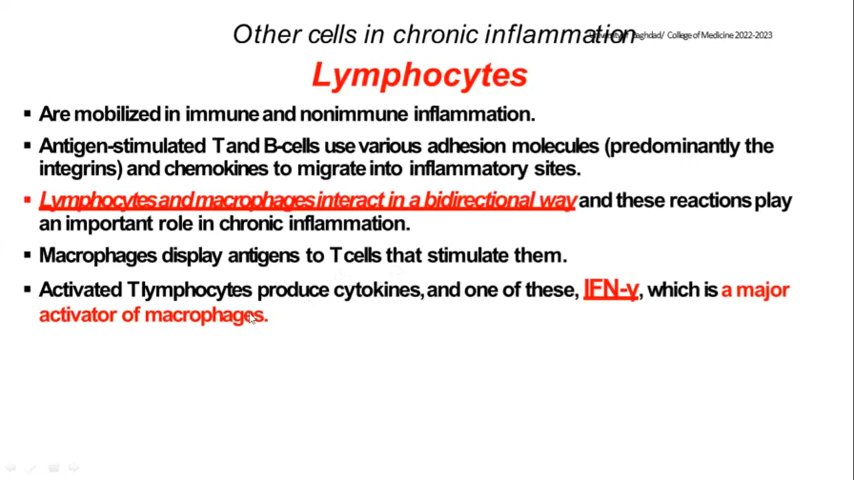 Other cells in chronic inflammation
Baghdad/ College of Medicine 2022-2023
Lymphocytes
▪ Are mobilized in immune and nonimmune inflammation.
▪ Antigen-stimulated T and B-cells use various adhesion molecules (predominantly the
integrins) and chemokines to migrate into inflammatory sites.
▪ Lymphocytes and macrophages interact in a bidirectional way and these reactions play
an important role in chronic inflammation.
▪ Macrophages display antigens to T cells that stimulate them.
▪ Activated T lymphocytes produce cytokines, and one of these, IFN-γ, which is a major
activator of macrophages.